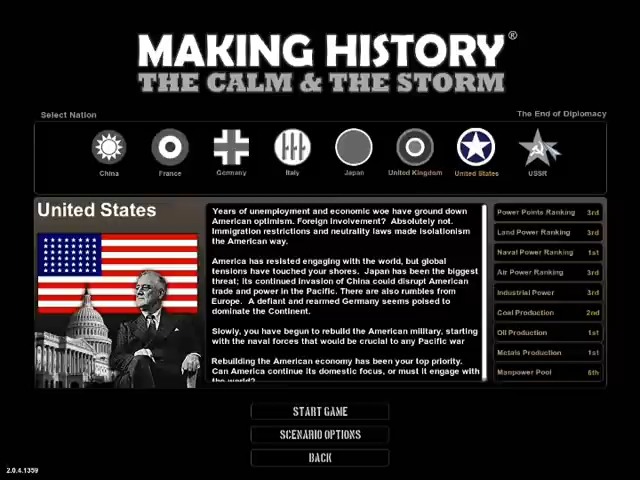 MAKING HISTORY®
THE CALM & THE STORM
Select Nation
The End of Diplomacy
China
France
Germany
Italy
Japan
United Kingdom
United States
USSR
United States
Years of unemployment and economic woe have ground down
American optimism. Foreign Involvement? Absolutely not.
Immigration restrictions and neutrality laws made isolationism
the American way.
America has resisted engaging with the world, but global
tensions have touched your shores. Japan has been the biggest
threat; its continued invasion of China could disrupt American
trade and power in the Pacific. There are also rumbles from
Europe. A defiant and rearmed Germany seems poised to
dominate the Continent.
Slowly, you have begun to rebuild the American military, starting
with the naval forces that would be crucial to any Pacific war
Rebuilding the American economy has been your top priority.
Can America continue its domestic focus, or must it engage with
the world?
Power Points Ranking 3rd
Land Power Ranking 3rd
Naval Power Ranking 1st
Air Power Ranking 3rd
Industrial Power 3rd
Coal Production 2nd
Oil Production 1st
Metals Production 1st
Manpower Pool 6th
START GAME
SCENARIO OPTIONS
BACK
2.0.4.1359